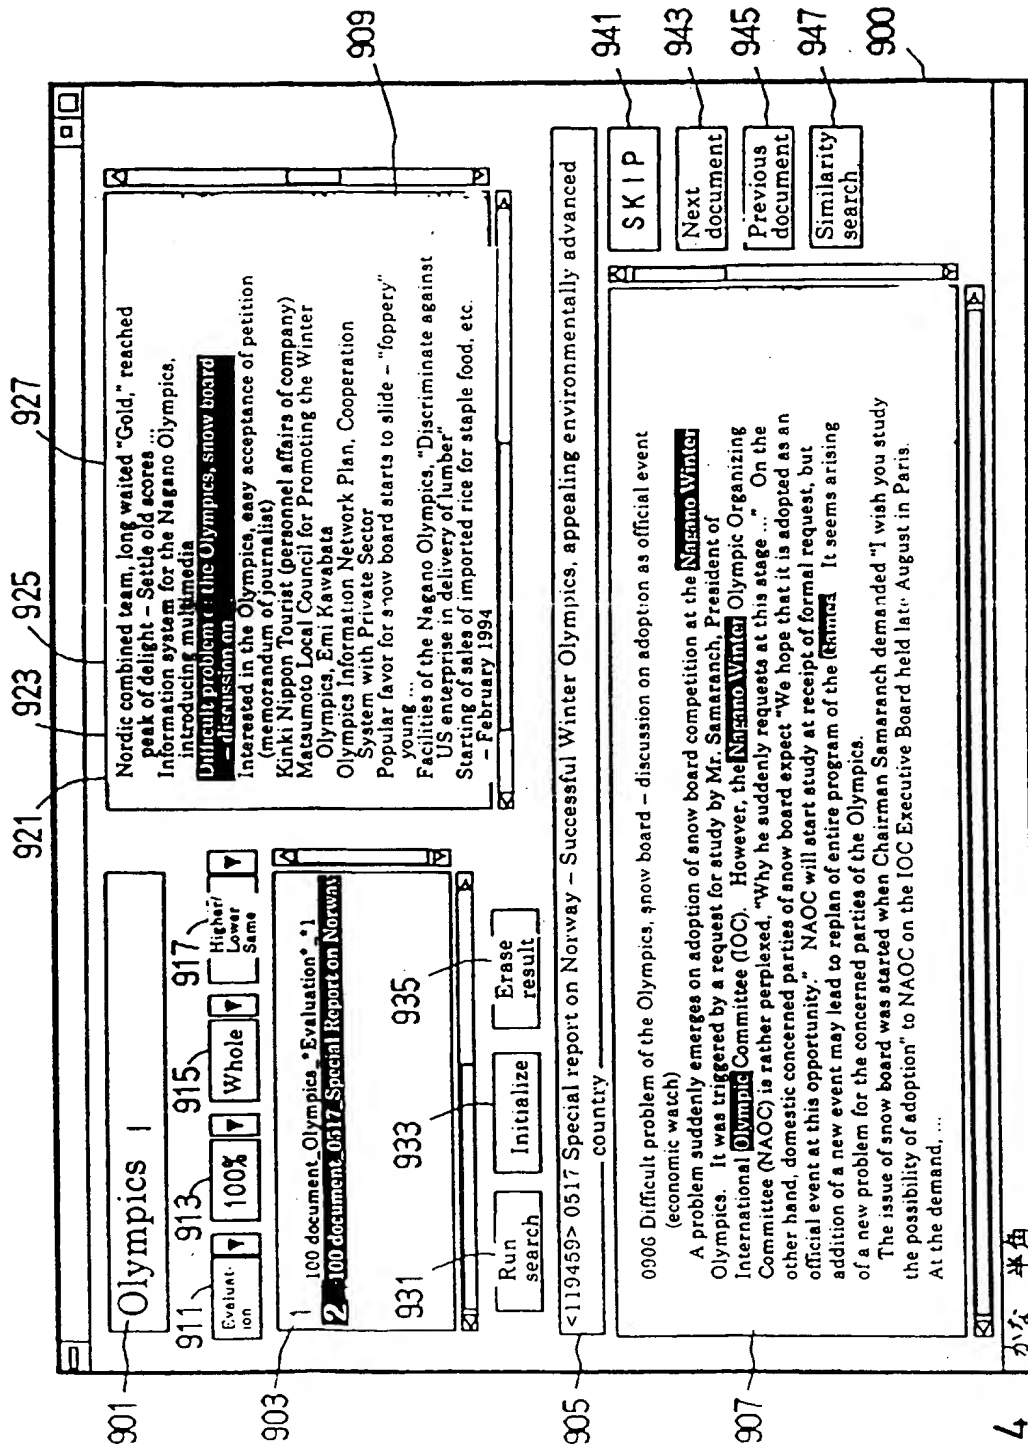 921
923
925
927
909
901
Olympics
911
913
915
917
Evaluat-
ion
100%
Whole
Higher/
Lower
Same
903
1 100 document_Olympics_*Evaluation*_*1
2 100 document_0517_Special Report on Norway
931
933
935
Run
search
Initialize
Erase
result
Nordic combined team, long waited "Gold," reached
peak of delight – Settle old scores ...
Information system for the Nagano Olympics,
introducing multimedia
Difficult problem of the Olympics, snow board
– discussion on
Interested in the Olympics, easy acceptance of petition
(memorandum of journalist)
Kinki Nippon Tourist (personnel affairs of company)
Matsumoto Local Council for Promoting the Winter
Olympics, Emi Kawabata
Olympics Information Network Plan, Cooperation
System with Private Sector
Popular favor for snow board starts to slide – "foppery"
young ...
Facilities of the Nagano Olympics, "Discriminate against
US enterprise in delivery of lumber"
Starting of sales of imported rice for staple food, etc.
– February 1994
905
<119459> 0517 Special report on Norway – Successful Winter Olympics, appealing environmentally advanced
country
907
0906 Difficult problem of the Olympics, snow board – discussion on adoption as official event
(economic watch)
A problem suddenly emerges on adoption of snow board competition at the Nagano Winter
Olympics. It was triggered by a request for study by Mr. Samaranch, President of
International Olympic Committee (IOC). However, the Nagano Winter Olympic Organizing
Committee (NAOC) is rather perplexed, "Why he suddenly requests at this stage ..." On the
other hand, domestic concerned parties of snow board expect "We hope that it is adopted as an
official event at this opportunity." NAOC will start study at receipt of formal request, but
addition of a new event may lead to replan of entire program of the Games. It seems arising
of a new problem for the concerned parties of the Olympics.
The issue of snow board was started when Chairman Samaranch demanded "I wish you study
the possibility of adoption" to NAOC on the IOC Executive Board held late August in Paris.
At the demand, ...
SKIP
941
Next
document
943
Previous
document
945
Similarity
search
947
900
かな 半角